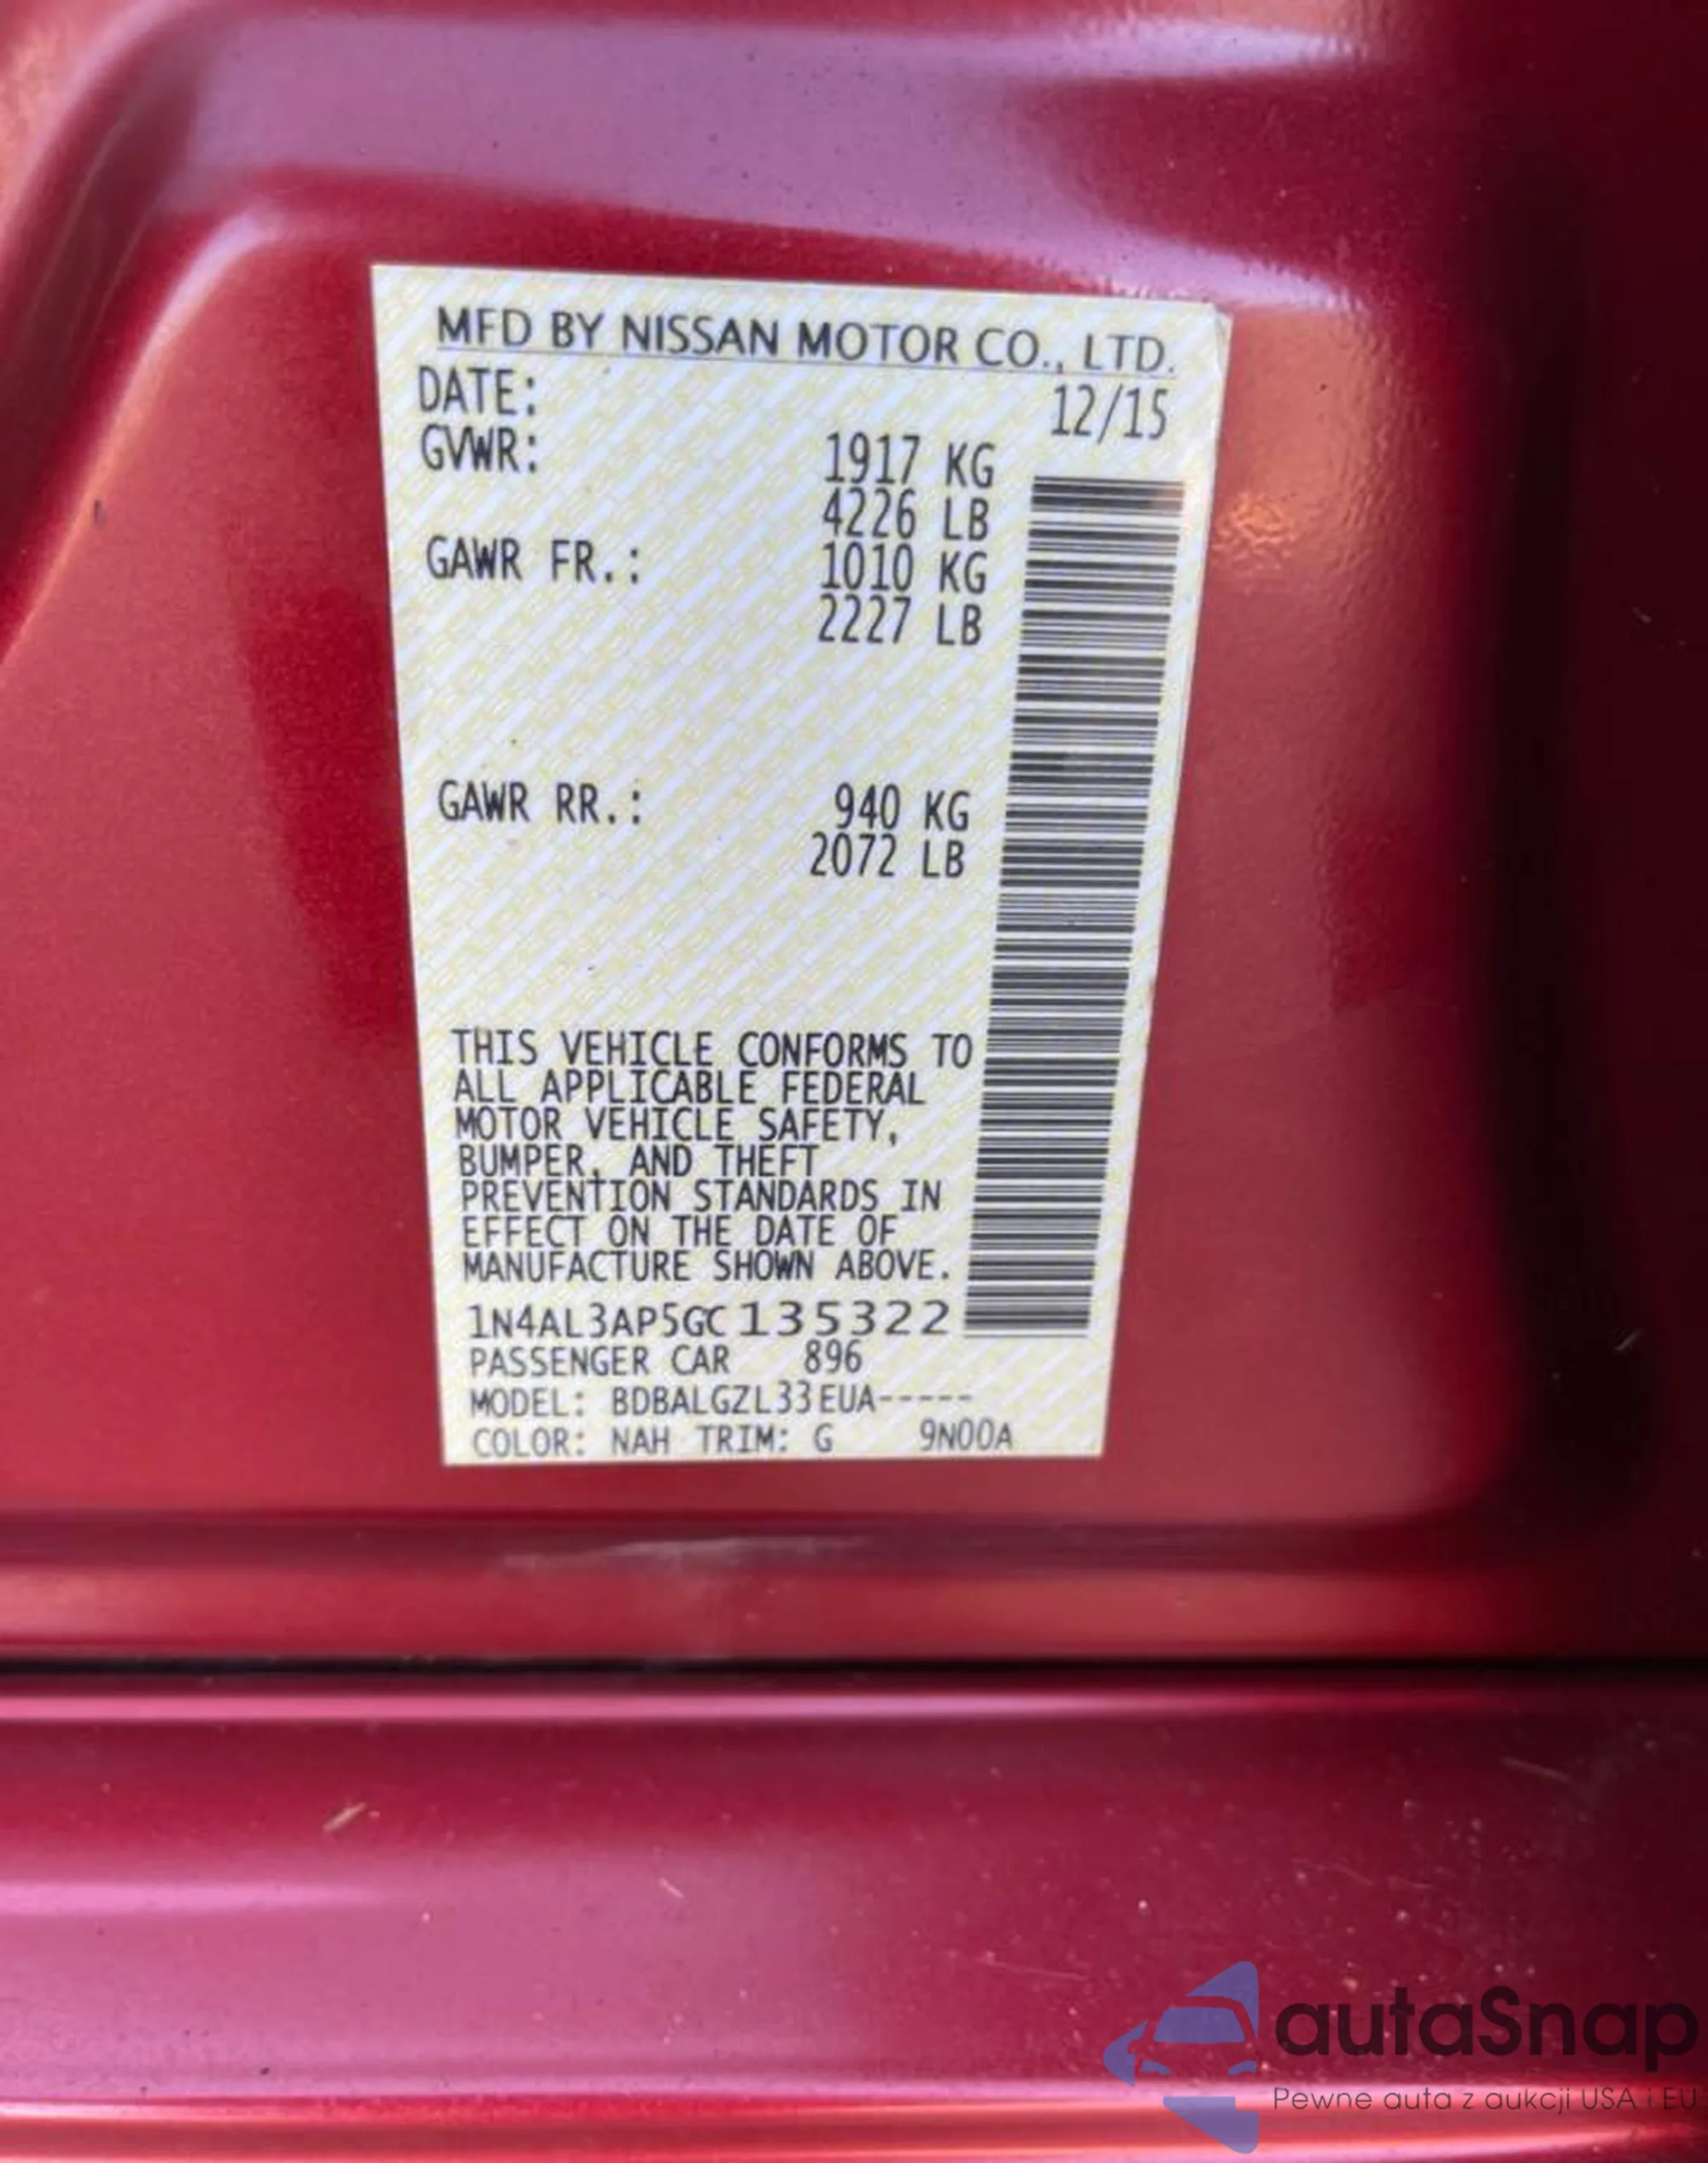 MFD BY NISSAN MOTOR CO., LTD.
DATE: 12/15
GVWR: 1917 KG
4226 LB
GAWR FR.: 1010 KG
2227 LB
GAWR RR.: 940 KG
2072 LB
THIS VEHICLE CONFORMS TO
ALL APPLICABLE FEDERAL
MOTOR VEHICLE SAFETY,
BUMPER, AND THEFT
PREVENTION STANDARDS IN
EFFECT ON THE DATE OF
MANUFACTURE SHOWN ABOVE.
1N4AL3AP5GC135322
PASSENGER CAR 896
MODEL: BDBALGZL33EUA-----
COLOR: NAH TRIM: G 9N00A
autaSnap
Pewne auta z aukcji USA i EU